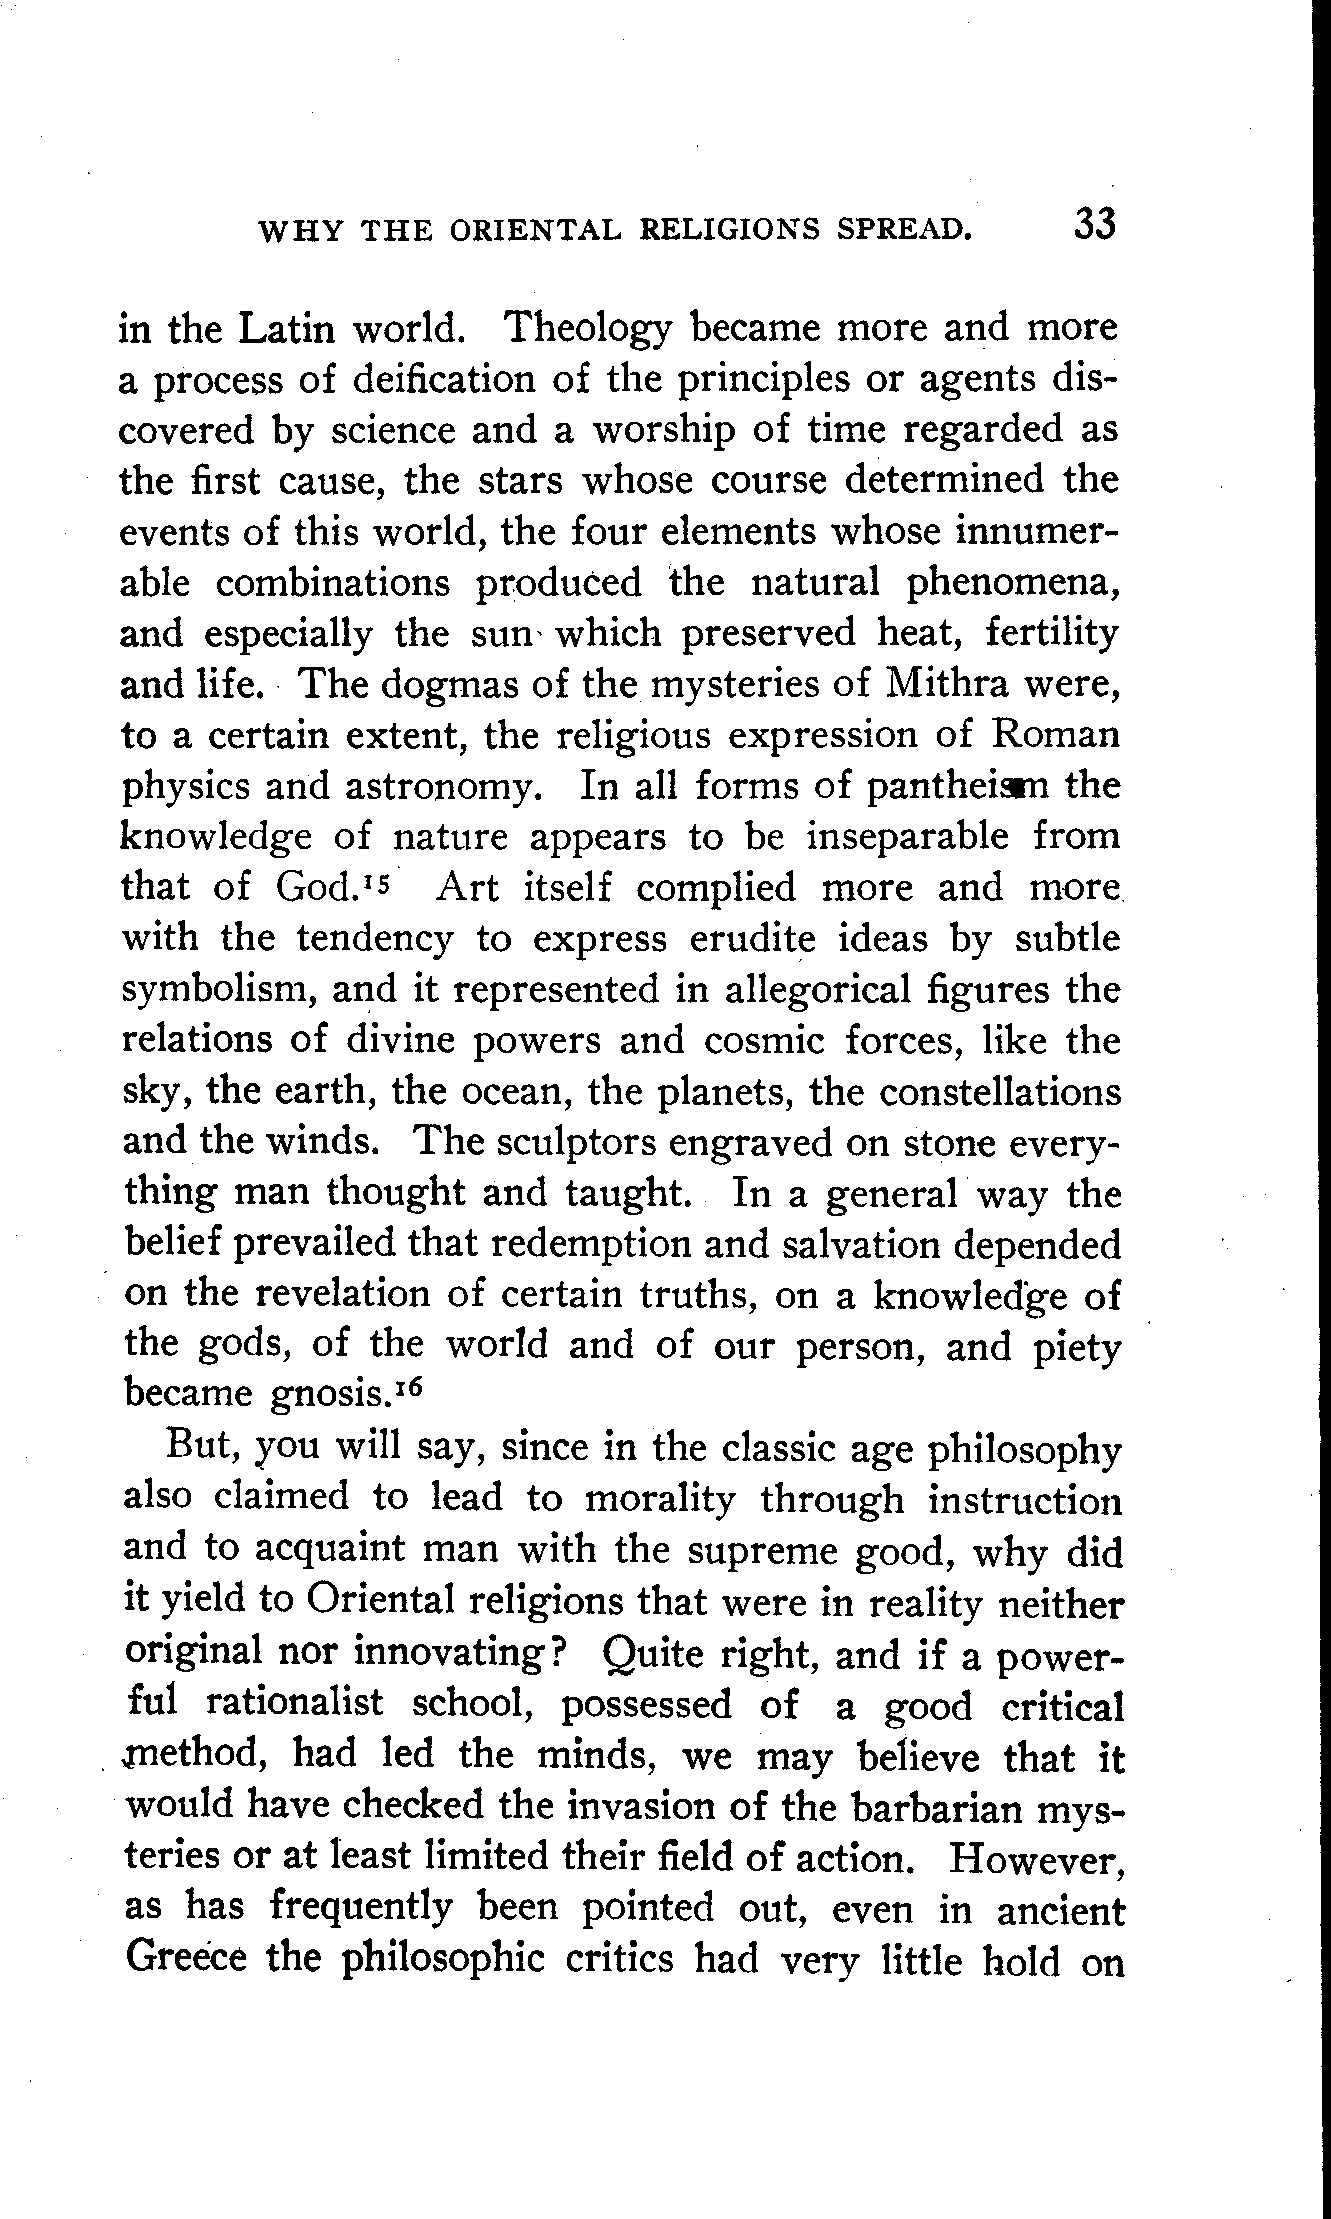 WHY THE ORIENTAL RELIGIONS SPREAD. 33
in the Latin world. Theology became more and more
a process of deification of the principles or agents dis-
covered by science and a worship of time regarded as
the first cause, the stars whose course determined the
events of this world, the four elements whose innumer-
able combinations produced the natural phenomena,
and especially the sun which preserved heat, fertility
and life. The dogmas of the mysteries of Mithra were,
to a certain extent, the religious expression of Roman
physics and astronomy. In all forms of pantheism the
knowledge of nature appears to be inseparable from
that of God.¹⁵ Art itself complied more and more
with the tendency to express erudite ideas by subtle
symbolism, and it represented in allegorical figures the
relations of divine powers and cosmic forces, like the
sky, the earth, the ocean, the planets, the constellations
and the winds. The sculptors engraved on stone every-
thing man thought and taught. In a general way the
belief prevailed that redemption and salvation depended
on the revelation of certain truths, on a knowledge of
the gods, of the world and of our person, and piety
became gnosis.¹⁶
But, you will say, since in the classic age philosophy
also claimed to lead to morality through instruction
and to acquaint man with the supreme good, why did
it yield to Oriental religions that were in reality neither
original nor innovating? Quite right, and if a power-
ful rationalist school, possessed of a good critical
method, had led the minds, we may believe that it
would have checked the invasion of the barbarian mys-
teries or at least limited their field of action. However,
as has frequently been pointed out, even in ancient
Greece the philosophic critics had very little hold on